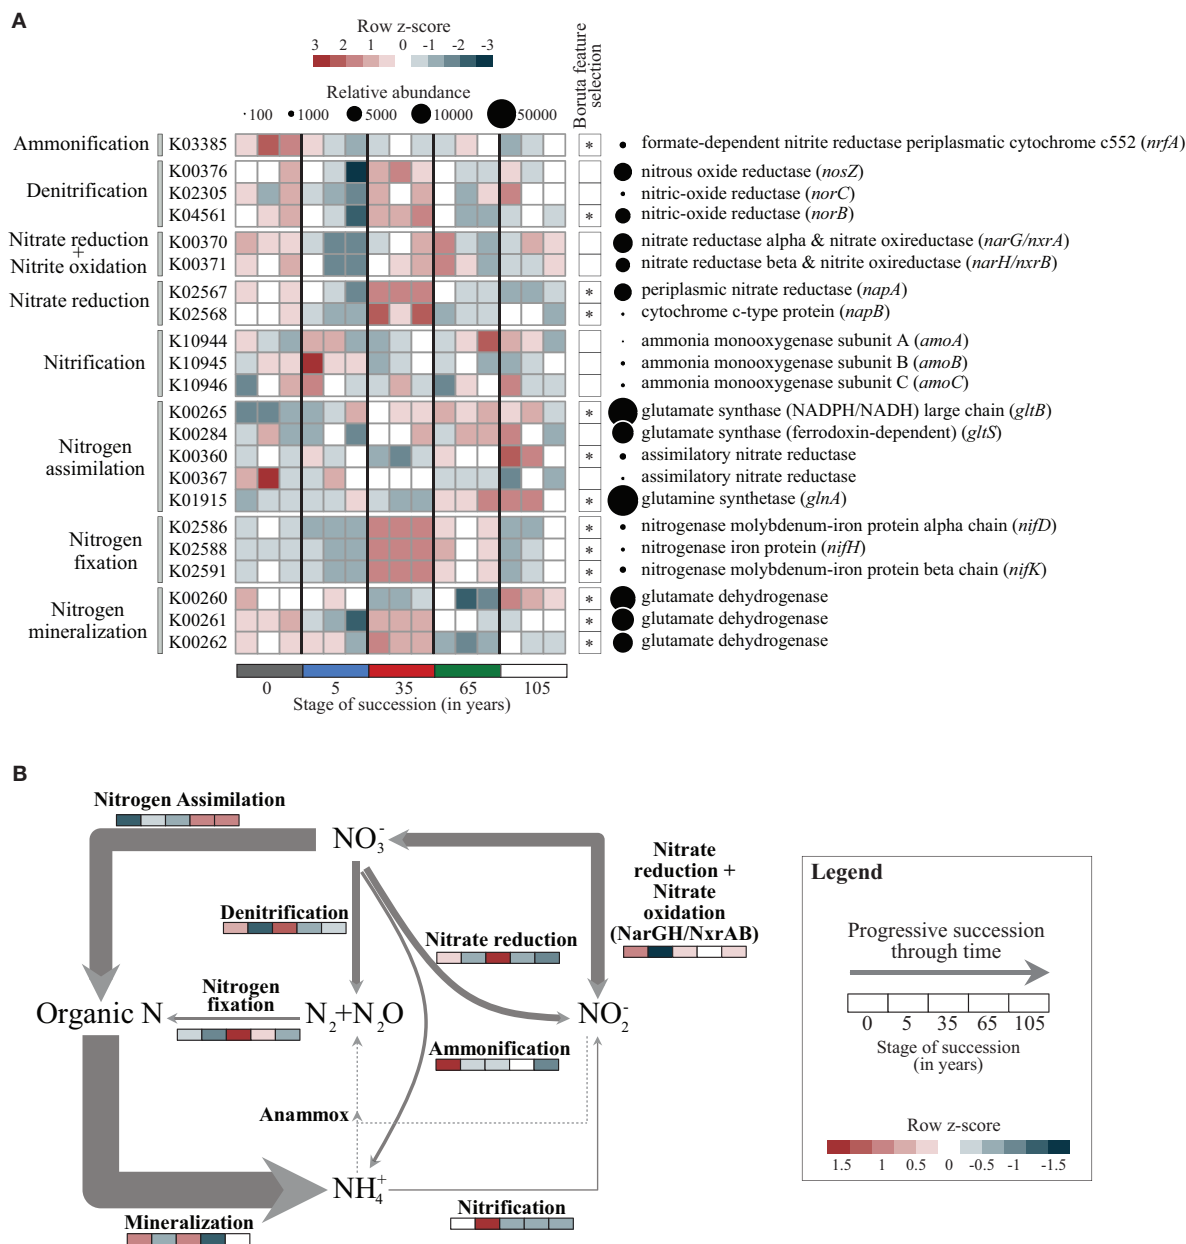 A
Row z-score
3 2 1 0 -1 -2 -3
Relative abundance
100 1000 5000 10000 50000
Boruta feature
selection
Ammonification K03385 * formate-dependent nitrite reductase periplasmatic cytochrome c552 (nrfA)
Denitrification
K00376 nitrous oxide reductase (nosZ)
K02305 nitric-oxide reductase (norC)
K04561 * nitric-oxide reductase (norB)
Nitrate reduction
+
Nitrite oxidation
K00370 nitrate reductase alpha & nitrate oxireductase (narG/nxrA)
K00371 nitrate reductase beta & nitrite oxireductase (narH/nxrB)
Nitrate reduction
K02567 * periplasmic nitrate reductase (napA)
K02568 * cytochrome c-type protein (napB)
Nitrification
K10944 ammonia monooxygenase subunit A (amoA)
K10945 ammonia monooxygenase subunit B (amoB)
K10946 ammonia monooxygenase subunit C (amoC)
Nitrogen
assimilation
K00265 * glutamate synthase (NADPH/NADH) large chain (gltB)
K00284 glutamate synthase (ferrodoxin-dependent) (gltS)
K00360 * assimilatory nitrate reductase
K00367 assimilatory nitrate reductase
K01915 * glutamine synthetase (glnA)
Nitrogen
fixation
K02586 * nitrogenase molybdenum-iron protein alpha chain (nifD)
K02588 * nitrogenase iron protein (nifH)
K02591 * nitrogenase molybdenum-iron protein beta chain (nifK)
Nitrogen
mineralization
K00260 * glutamate dehydrogenase
K00261 * glutamate dehydrogenase
K00262 * glutamate dehydrogenase
0 5 35 65 105
Stage of succession (in years)
B
Nitrogen Assimilation
NO3-
Nitrate
reduction +
Nitrate
oxidation
(NarGH/NxrAB)
Denitrification
Nitrate reduction
Nitrogen
fixation
Organic N
N2+N2O
NO2-
Ammonification
Anammox
NH4+
Nitrification
Mineralization
Legend
Progressive succession
through time
0 5 35 65 105
Stage of succession
(in years)
Row z-score
1.5 1 0.5 0 -0.5 -1 -1.5